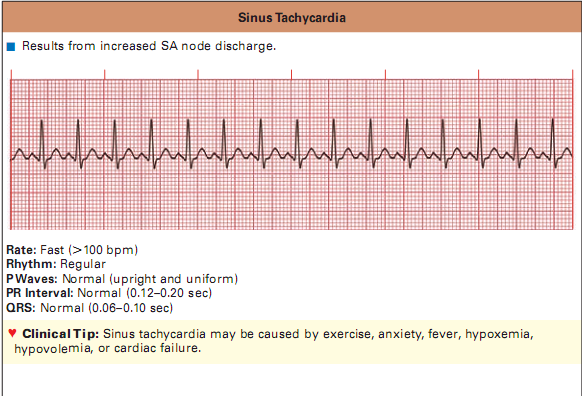 Sinus Tachycardia
Results from increased SA node discharge.
Rate: Fast (>100 bpm)
Rhythm: Regular
P Waves: Normal (upright and uniform)
PR Interval: Normal (0.12–0.20 sec)
QRS: Normal (0.06–0.10 sec)
♥ Clinical Tip: Sinus tachycardia may be caused by exercise, anxiety, fever, hypoxemia,
hypovolemia, or cardiac failure.